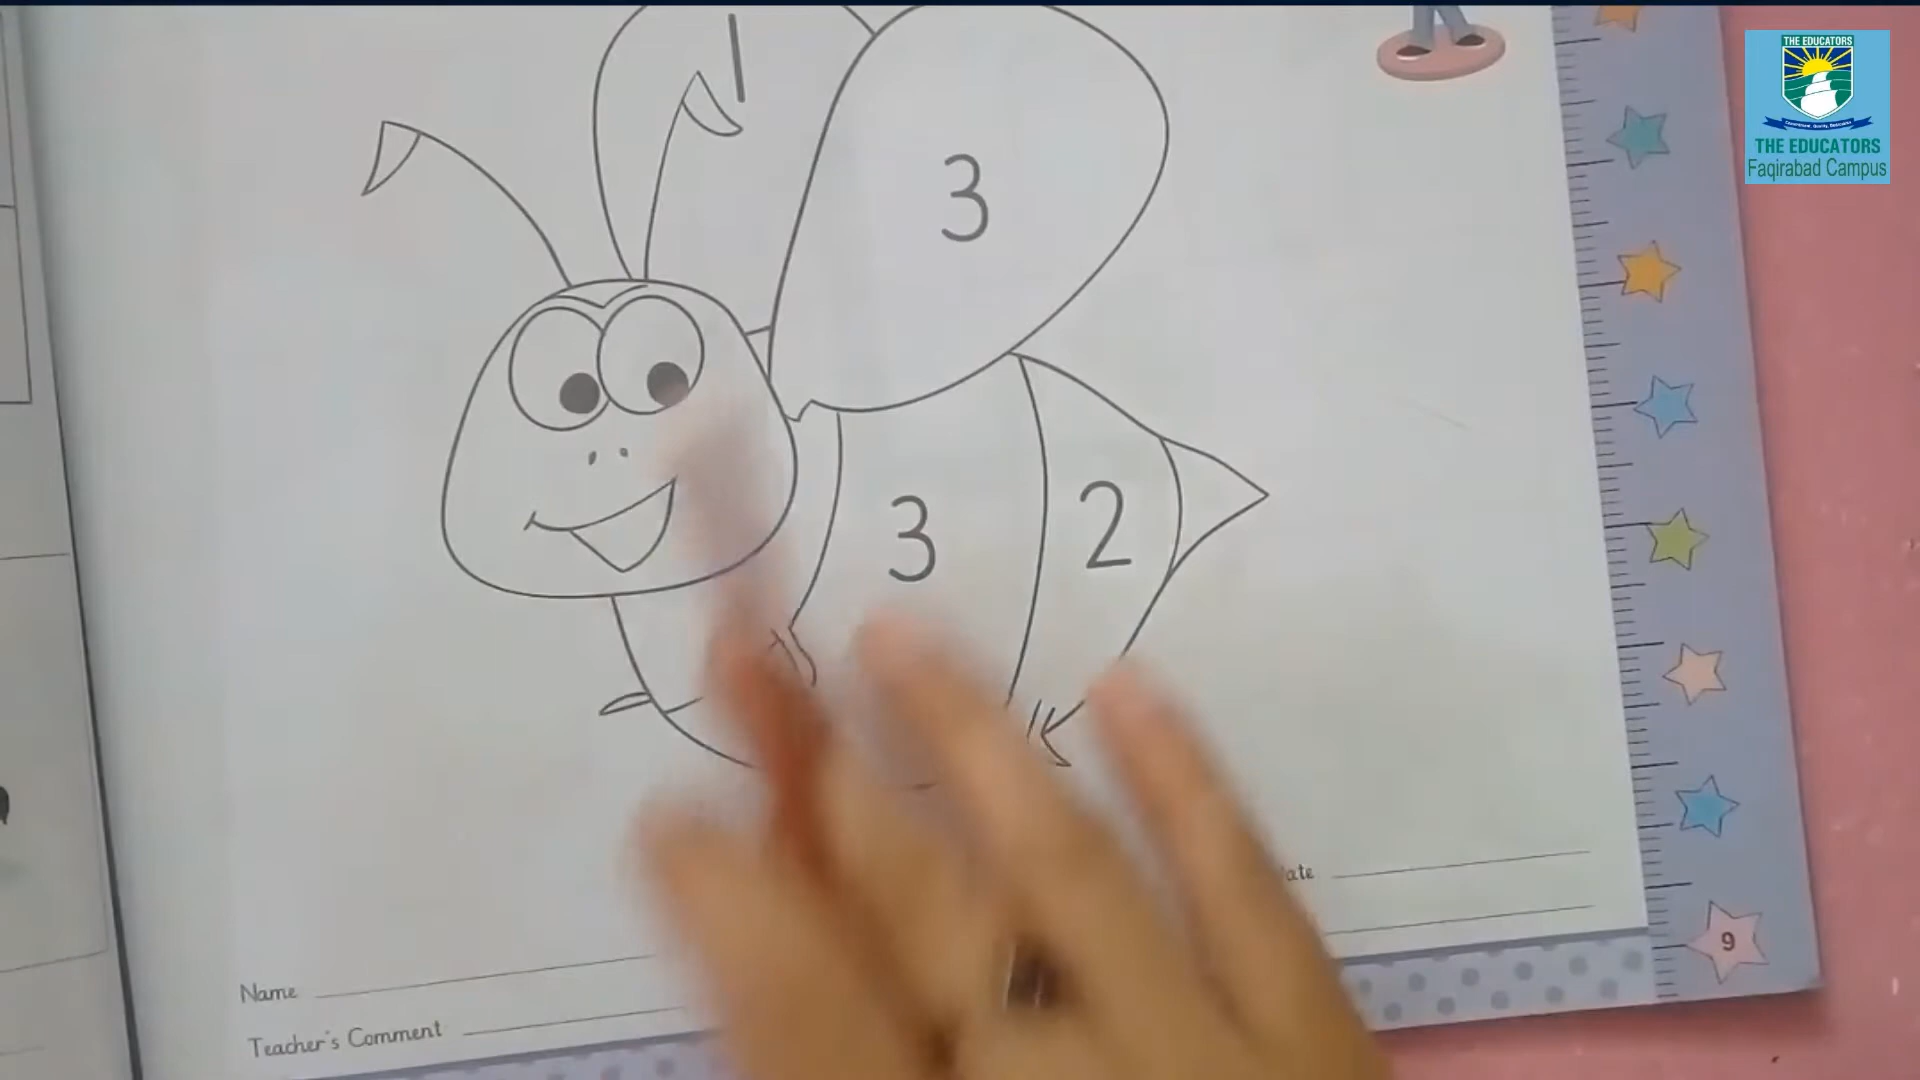 THE EDUCATORS
THE EDUCATORS
Faqirabad Campus
1
3
3
2
Name
Teacher's Comment
9